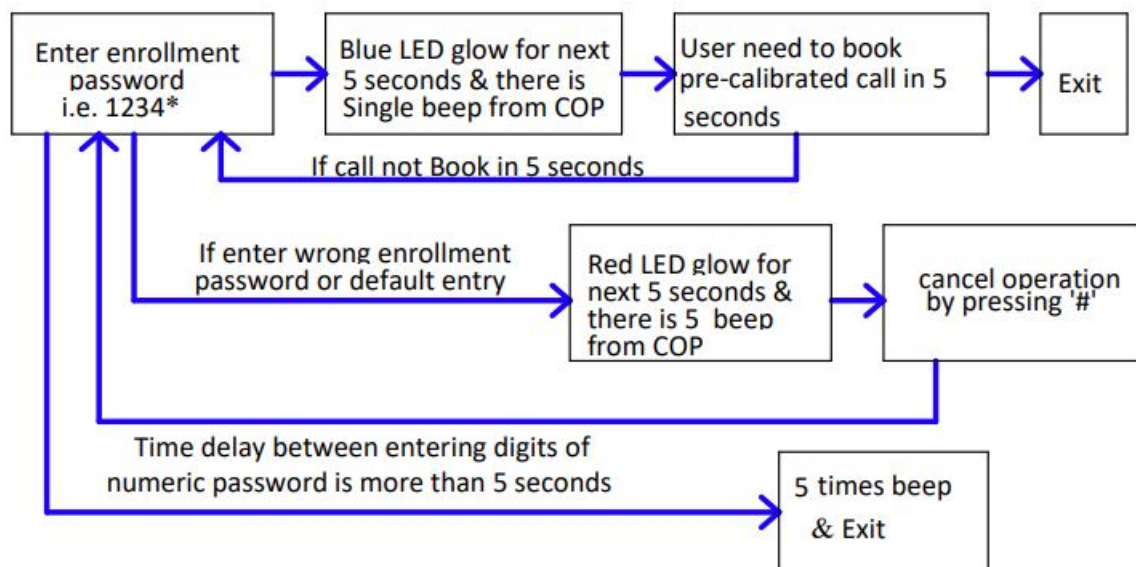 Enter enrollment
password
i.e. 1234*
Blue LED glow for next
5 seconds & there is
Single beep from COP
User need to book
pre-calibrated call in 5
seconds
Exit
If call not Book in 5 seconds
If enter wrong enrollment
password or default entry
Red LED glow for
next 5 seconds &
there is 5 beep
from COP
cancel operation
by pressing '#'
Time delay between entering digits of
numeric password is more than 5 seconds
5 times beep
& Exit